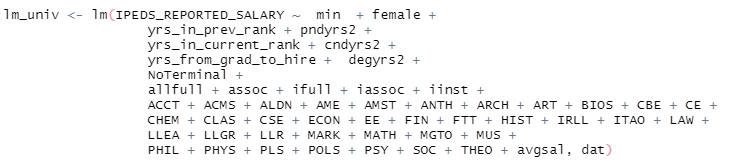 lm_univ <- lm(IPEDS_REPORTED_SALARY ~ min + female +
yrs_in_prev_rank + pndyrs2 +
yrs_in_current_rank + cndyrs2 +
yrs_from_grad_to_hire + degyrs2 +
NoTerminal +
allfull + assoc + ifull + iassoc + iinst +
ACCT + ACMS + ALDN + AME + AMST + ANTH + ARCH + ART + BIOS + CBE + CE +
CHEM + CLAS + CSE + ECON + EE + FIN + FTT + HIST + IRLL + ITAO + LAW +
LLEA + LLGR + LLR + MARK + MATH + MGTO + MUS +
PHIL + PHYS + PLS + POLS + PSY + SOC + THEO + avgsal, dat)